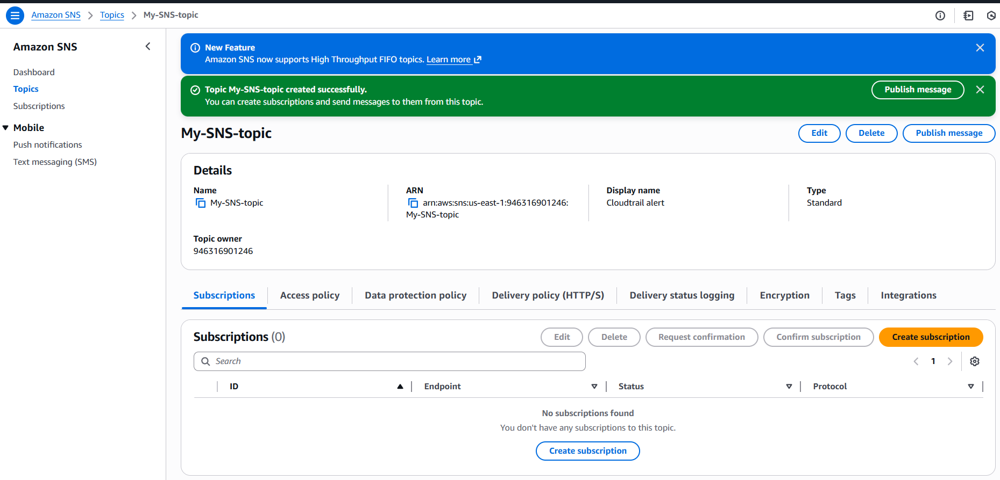 Amazon SNS > Topics > My-SNS-topic
Amazon SNS
Dashboard
Topics
Subscriptions
Mobile
Push notifications
Text messaging (SMS)
New Feature
Amazon SNS now supports High Throughput FIFO topics. Learn more
Topic My-SNS-topic created successfully.
You can create subscriptions and send messages to them from this topic.
Publish message
My-SNS-topic
Edit Delete Publish message
Details
Name
My-SNS-topic
ARN
arn:aws:sns:us-east-1:946316901246:
My-SNS-topic
Display name
Cloudtrail alert
Type
Standard
Topic owner
946316901246
Subscriptions Access policy Data protection policy Delivery policy (HTTP/S) Delivery status logging Encryption Tags Integrations
Subscriptions (0)
Edit Delete Request confirmation Confirm subscription Create subscription
Search
1
ID Endpoint Status Protocol
No subscriptions found
You don't have any subscriptions to this topic.
Create subscription